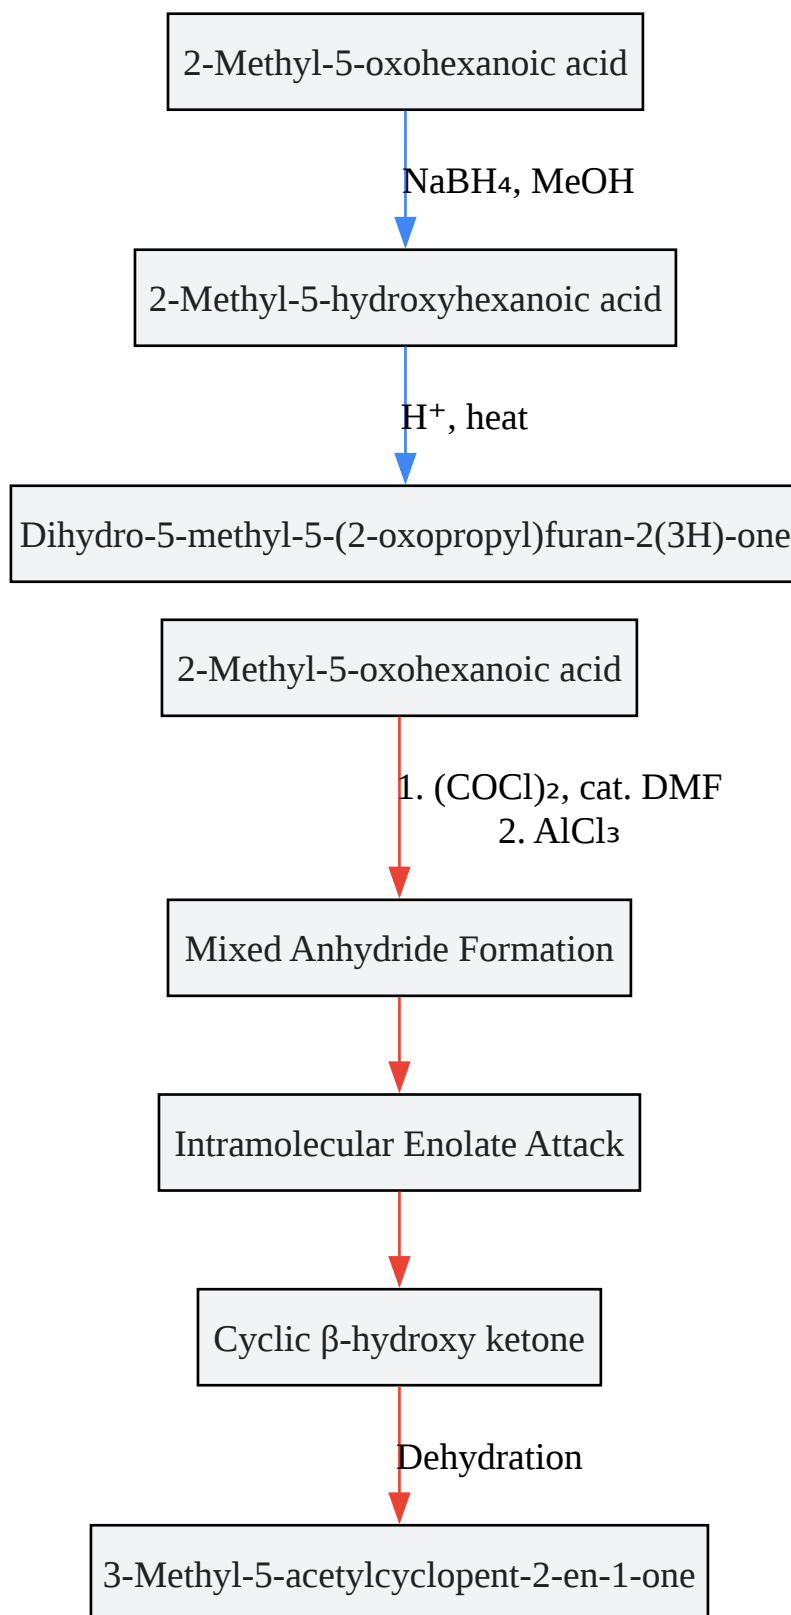 2-Methyl-5-oxohexanoic acid
NaBH₄, MeOH
2-Methyl-5-hydroxyhexanoic acid
H⁺, heat
Dihydro-5-methyl-5-(2-oxopropyl)furan-2(3H)-one
2-Methyl-5-oxohexanoic acid
1. (COCl)₂, cat. DMF
2. AlCl₃
Mixed Anhydride Formation
Intramolecular Enolate Attack
Cyclic β-hydroxy ketone
Dehydration
3-Methyl-5-acetylcyclopent-2-en-1-one